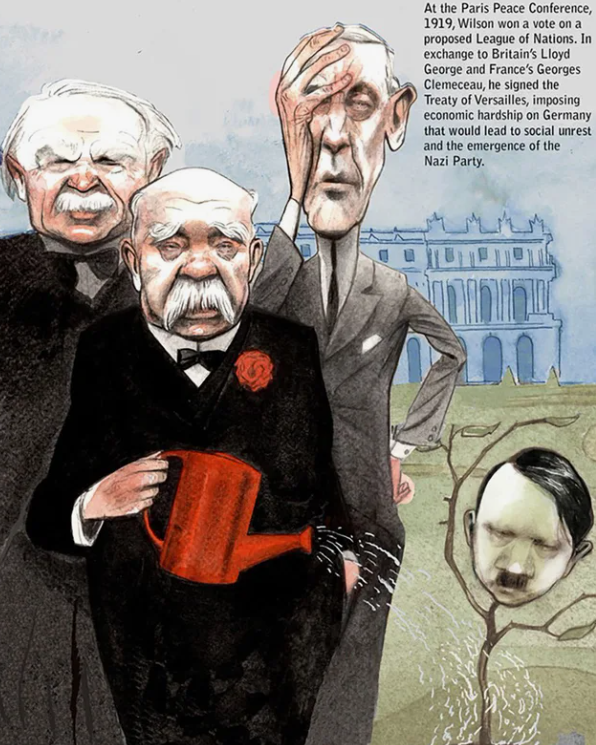 At the Paris Peace Conference,
1919, Wilson won a vote on a
proposed League of Nations. In
exchange to Britain's Lloyd
George and France's Georges
Clemeceau, he signed the
Treaty of Versailles, imposing
economic hardship on Germany
that would lead to social unrest
and the emergence of the
Nazi Party.